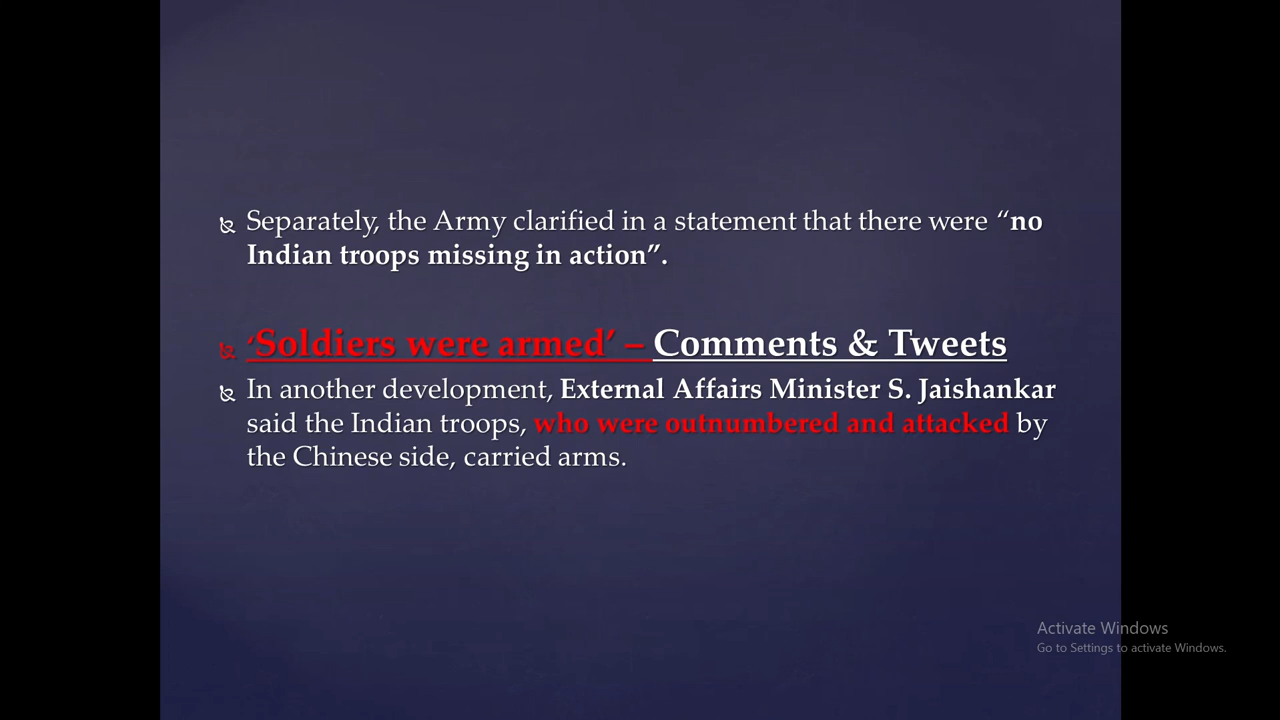 Separately, the Army clarified in a statement that there were “no
Indian troops missing in action”.
‘Soldiers were armed’ – Comments & Tweets
In another development, External Affairs Minister S. Jaishankar
said the Indian troops, who were outnumbered and attacked by
the Chinese side, carried arms.
Activate Windows
Go to Settings to activate Windows.